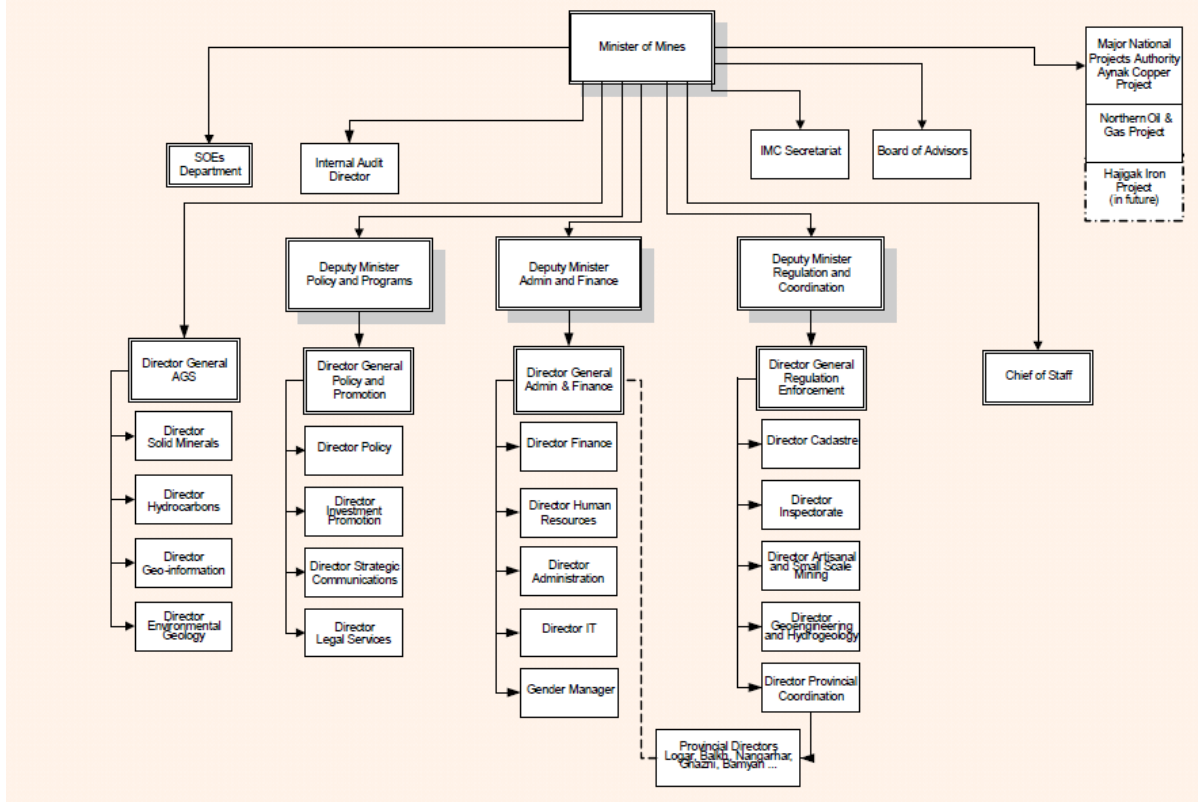 Minister of Mines
Major National
Projects Authority
Aynak Copper
Project
Northern Oil &
Gas Project
Hajigak Iron
Project
(in future)
SOEs
Department
Internal Audit
Director
IMC Secretariat
Board of Advisors
Deputy Minister
Policy and Programs
Deputy Minister
Admin and Finance
Deputy Minister
Regulation and
Coordination
Director General
AGS
Director General
Policy and
Promotion
Director General
Admin & Finance
Director General
Regulation
Enforcement
Chief of Staff
Director
Solid Minerals
Director
Hydrocarbons
Director
Geo-information
Director
Environmental
Geology
Director Policy
Director
Investment
Promotion
Director Strategic
Communications
Director
Legal Services
Director Finance
Director Human
Resources
Director
Administration
Director IT
Gender Manager
Director Cadastre
Director
Inspectorate
Director Artisanal
and Small Scale
Mining
Director
Geoengineering
and Hydrogeology
Director Provincial
Coordination
Provincial Directors
Logar, Balkh, Nangarhar,
Ghazni, Bamyan ...